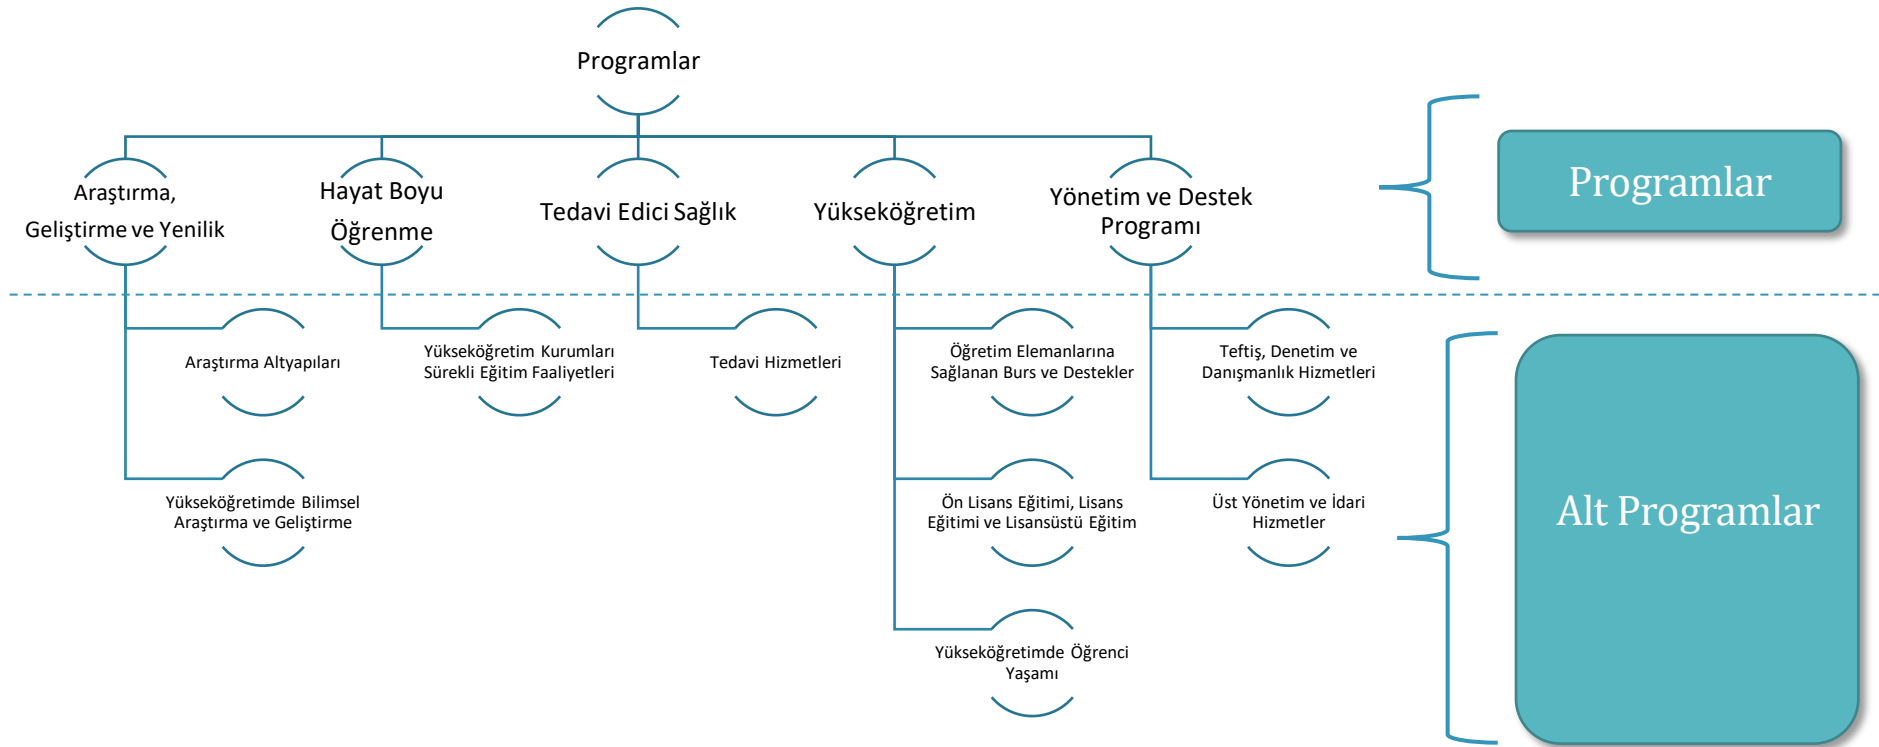 Programlar
Araştırma,
Geliştirme ve Yenilik
Hayat Boyu
Öğrenme
Tedavi Edici Sağlık
Yükseköğretim
Yönetim ve Destek
Programı
Programlar
Araştırma Altyapıları
Yükseköğretim Kurumları
Sürekli Eğitim Faaliyetleri
Tedavi Hizmetleri
Öğretim Elemanlarına
Sağlanan Burs ve Destekler
Teftiş, Denetim ve
Danışmanlık Hizmetleri
Yükseköğretimde Bilimsel
Araştırma ve Geliştirme
Ön Lisans Eğitimi, Lisans
Eğitimi ve Lisansüstü Eğitim
Üst Yönetim ve İdari
Hizmetler
Alt Programlar
Yükseköğretimde Öğrenci
Yaşamı